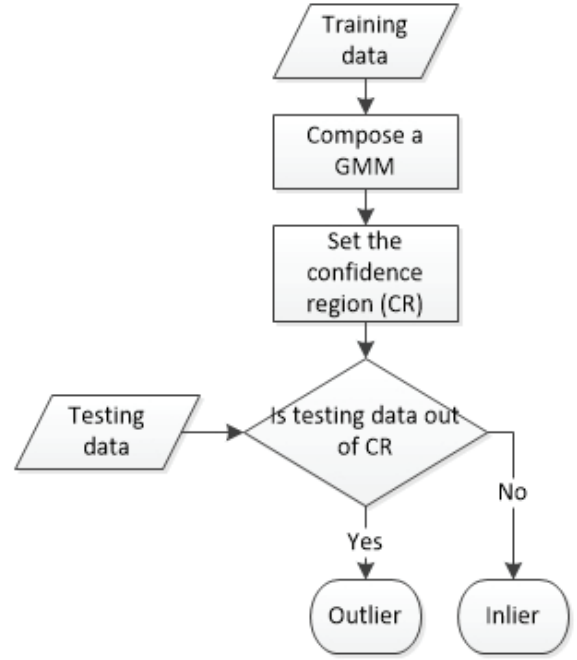 Training
data
Compose a
GMM
Set the
confidence
region (CR)
Testing
data
Is testing data out
of CR
No
Yes
Outlier
Inlier